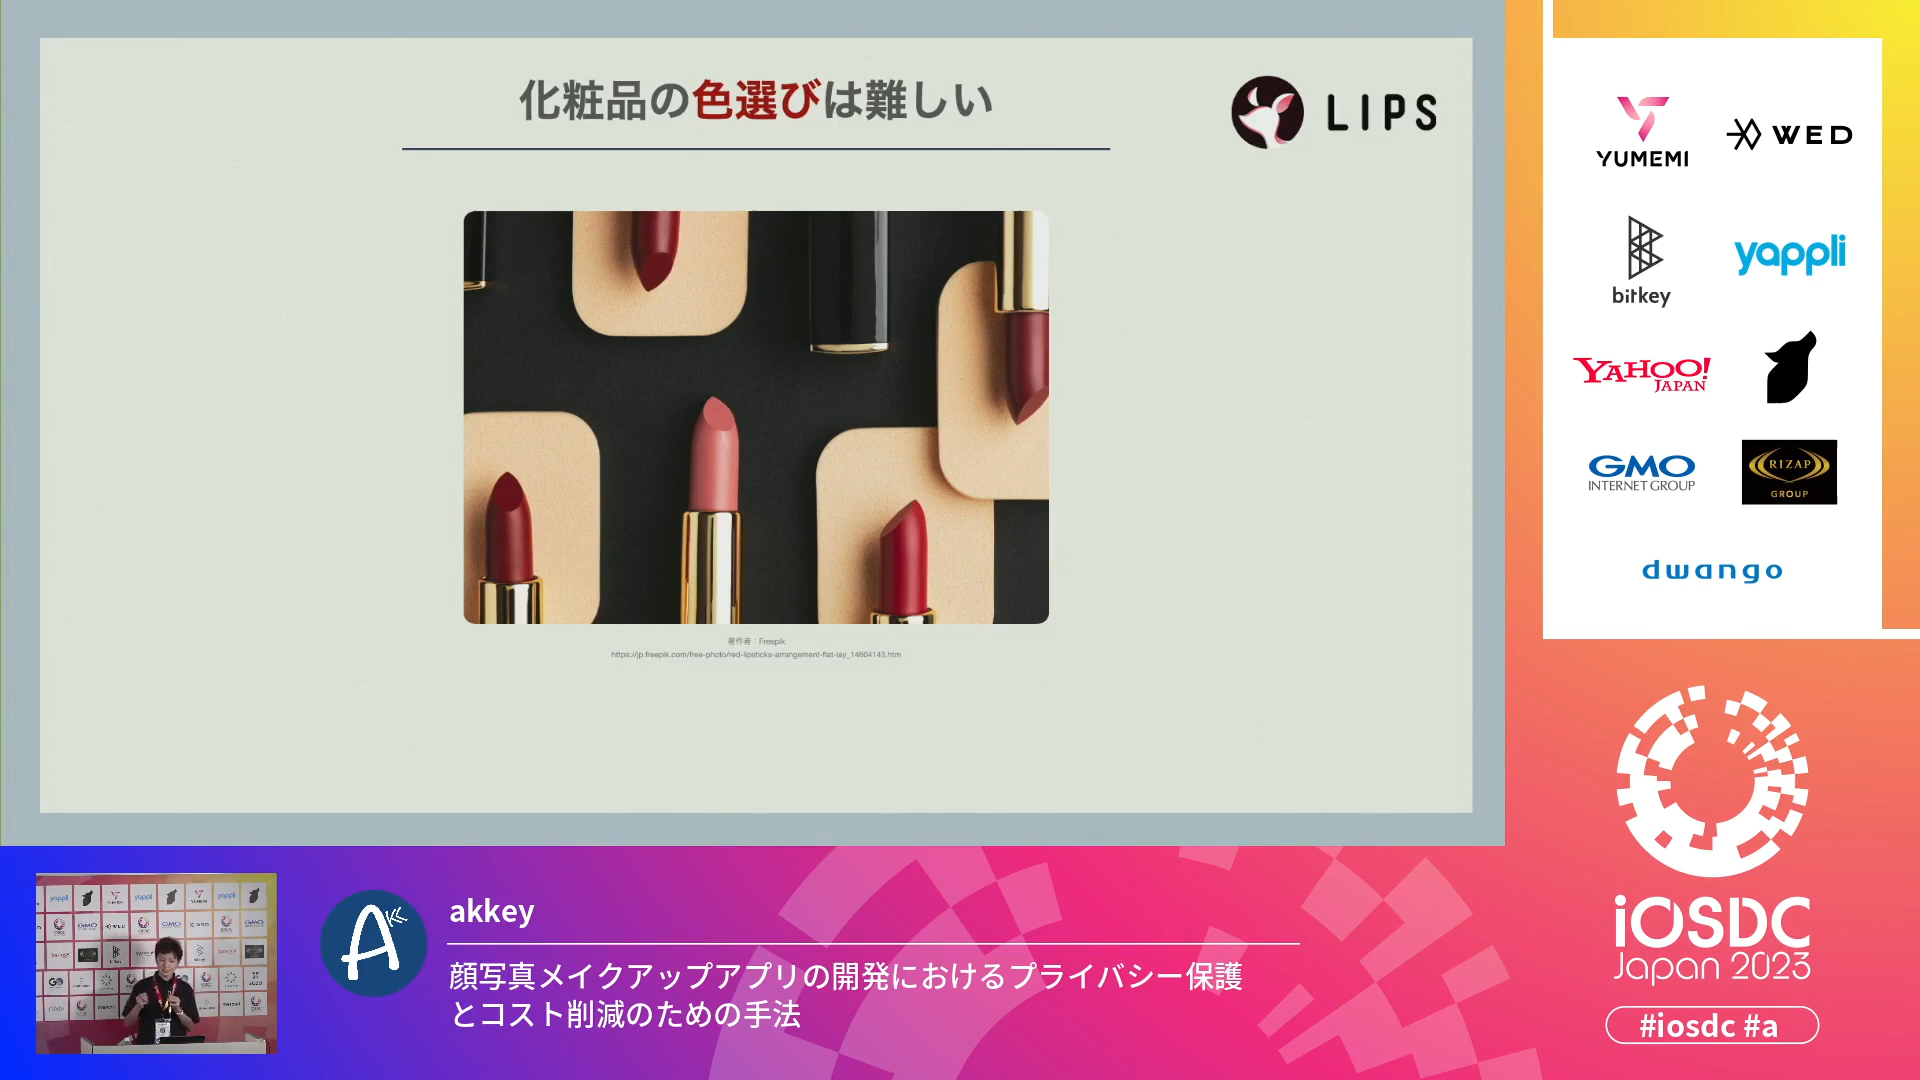 化粧品の色選びは難しい
LIPS
著作者：Freepik
https://jp.freepik.com/free-photo/red-lipsticks-arrangement-flat-lay_14604143.htm
YUMEMI
WED
bitkey
yappli
YAHOO!
JAPAN
GMO
INTERNET GROUP
RIZAP
GROUP
dwango
iOSDC
Japan 2023
#iosdc #a
akkey
顔写真メイクアップアプリの開発におけるプライバシー保護
とコスト削減のための手法